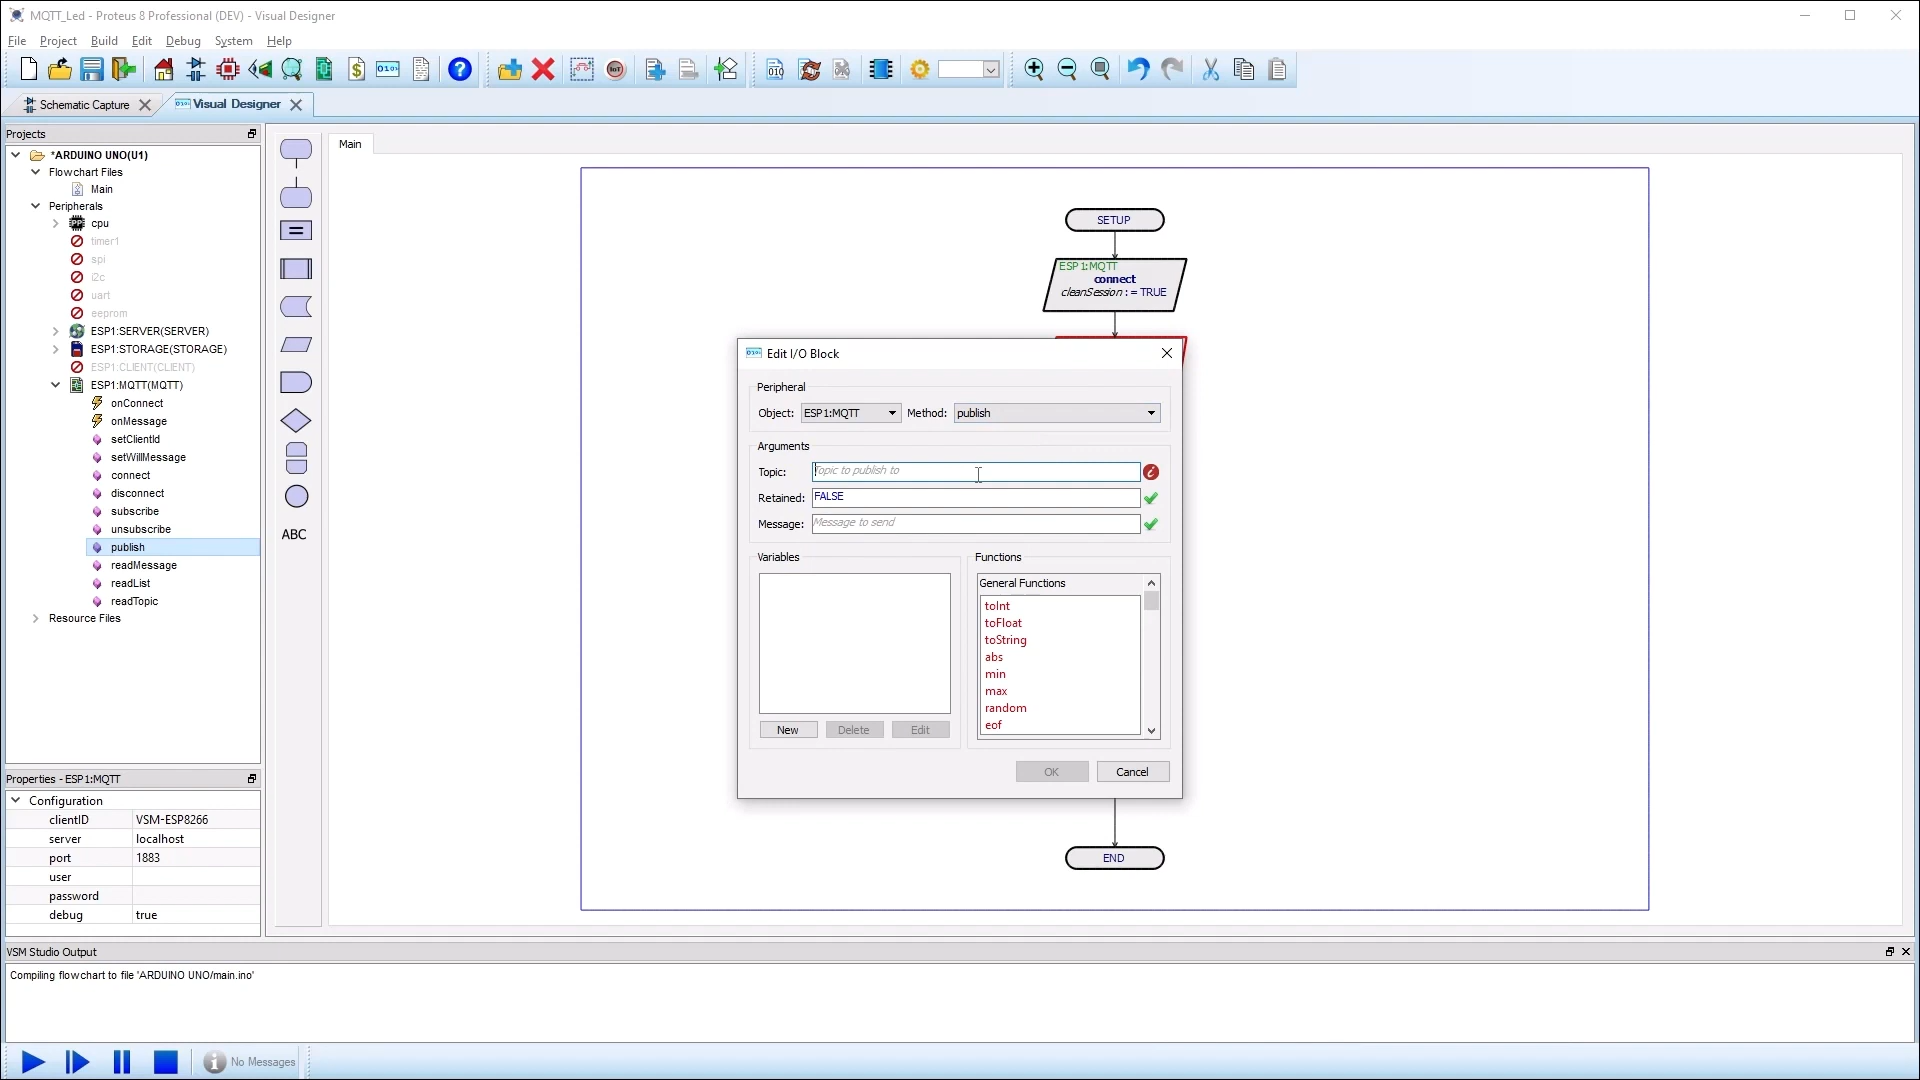 MQTT_Led - Proteus 8 Professional (DEV) - Visual Designer
File Project Build Edit Debug System Help
Schematic Capture Visual Designer
Projects
*ARDUINO UNO(U1)
Flowchart Files
Main
Peripherals
cpu
timer1
spi
i2c
uart
eeprom
ESP1:SERVER(SERVER)
ESP1:STORAGE(STORAGE)
ESP1:CLIENT(CLIENT)
ESP1:MQTT(MQTT)
onConnect
onMessage
setClientId
setWillMessage
connect
disconnect
subscribe
unsubscribe
publish
readMessage
readList
readTopic
Resource Files
Properties - ESP1:MQTT
Configuration
clientID VSM-ESP8266
server localhost
port 1883
user
password
debug true
ABC
Main
SETUP
ESP1:MQTT
connect
cleanSession := TRUE
Edit I/O Block
Peripheral
Object: ESP1:MQTT Method: publish
Arguments
Topic: Topic to publish to
Retained: FALSE
Message: Message to send
Variables
New Delete Edit
Functions
General Functions
toInt
toFloat
toString
abs
min
max
random
eof
OK Cancel
END
VSM Studio Output
Compiling flowchart to file 'ARDUINO UNO/main.ino'
No Messages